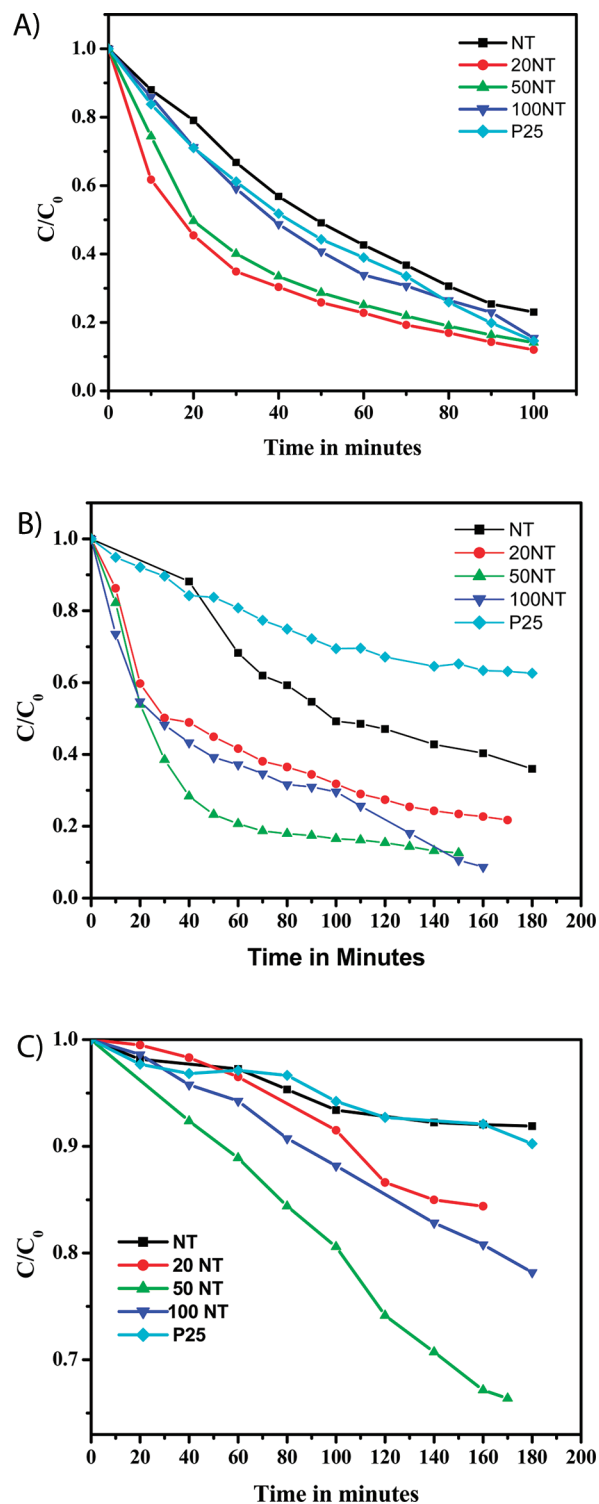 A)
1.0
0.8
0.6
0.4
0.2
0.0
C/C0
NT
20NT
50NT
100NT
P25
0 20 40 60 80 100
Time in minutes
B)
1.0
0.8
0.6
0.4
0.2
0.0
C/C0
NT
20NT
50NT
100NT
P25
0 20 40 60 80 100 120 140 160 180 200
Time in Minutes
C)
1.0
0.9
0.8
0.7
C/C0
NT
20 NT
50 NT
100 NT
P25
0 20 40 60 80 100 120 140 160 180 200
Time in minutes